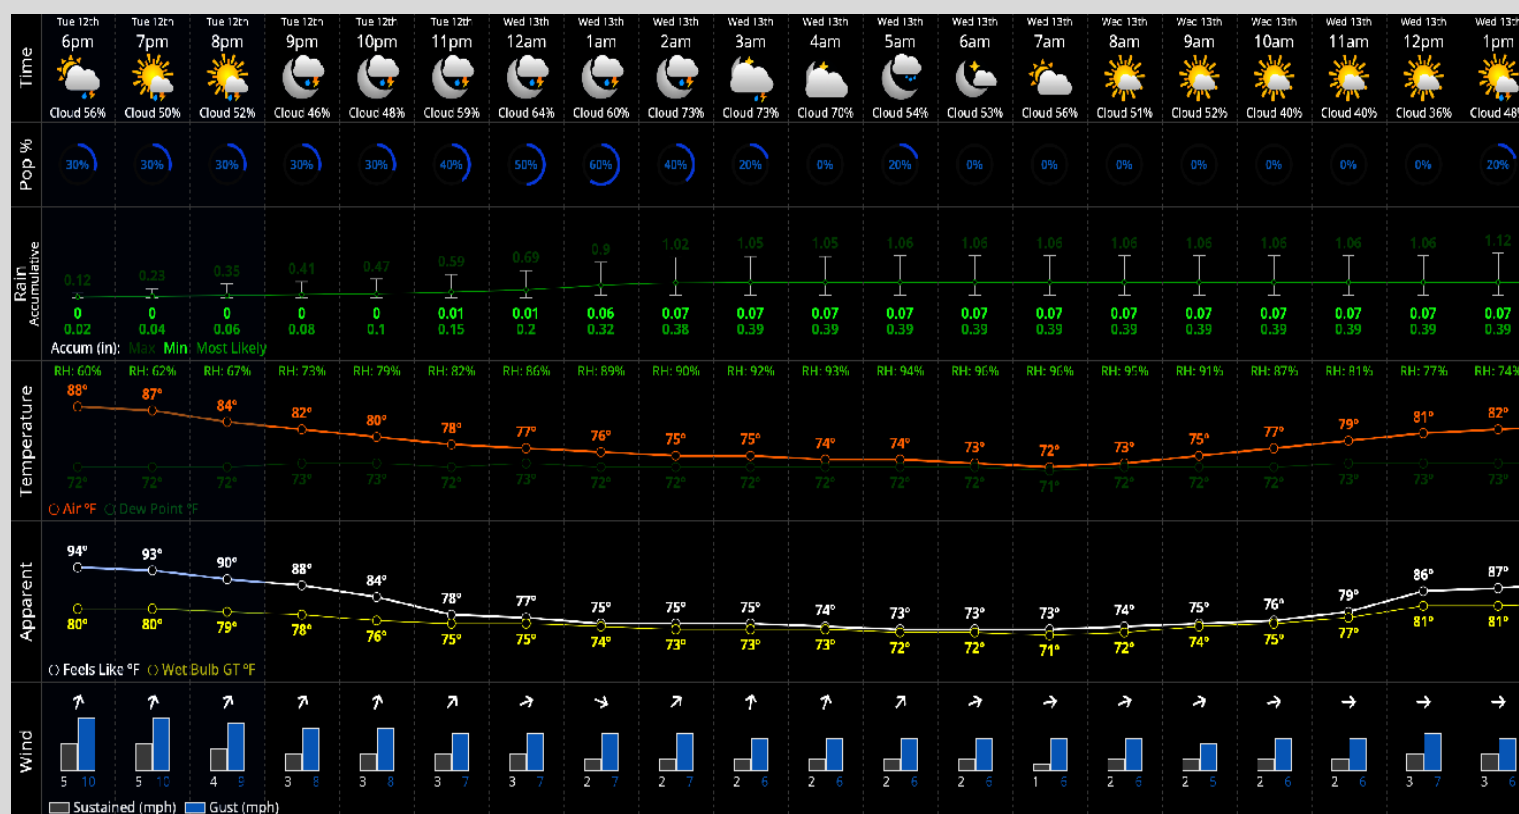 Tue 12th Tue 12th Tue 12th Tue 12th Tue 12th Tue 12th Wed 13th Wed 13th Wed 13th Wed 13th Wed 13th Wed 13th Wed 13th Wed 13th Wed 13th Wed 13th Wed 13th Wed 13th Wed 13th Wed 13th
Time
6pm 7pm 8pm 9pm 10pm 11pm 12am 1am 2am 3am 4am 5am 6am 7am 8am 9am 10am 11am 12pm 1pm
Cloud 56% Cloud 50% Cloud 52% Cloud 46% Cloud 48% Cloud 59% Cloud 64% Cloud 60% Cloud 73% Cloud 73% Cloud 70% Cloud 54% Cloud 53% Cloud 56% Cloud 51% Cloud 52% Cloud 40% Cloud 40% Cloud 36% Cloud 48%
Pop %
30% 30% 30% 30% 30% 40% 50% 60% 40% 20% 0% 20% 0% 0% 0% 0% 0% 0% 0% 20%
Rain
Accumulative
0.12 0.23 0.35 0.41 0.47 0.59 0.69 0.9 1.02 1.05 1.05 1.06 1.06 1.06 1.06 1.06 1.06 1.06 1.06 1.12
0 0 0 0 0 0.01 0.01 0.06 0.07 0.07 0.07 0.07 0.07 0.07 0.07 0.07 0.07 0.07 0.07 0.07
0.02 0.04 0.06 0.08 0.1 0.15 0.2 0.32 0.38 0.39 0.39 0.39 0.39 0.39 0.39 0.39 0.39 0.39 0.39 0.39
Accum (in): Max Min Most Likely
Temperature
RH: 60% RH: 62% RH: 67% RH: 73% RH: 79% RH: 82% RH: 86% RH: 89% RH: 90% RH: 92% RH: 93% RH: 94% RH: 96% RH: 96% RH: 95% RH: 91% RH: 87% RH: 81% RH: 77% RH: 74%
88° 87° 84° 82° 80° 78° 77° 76° 75° 75° 74° 74° 73° 72° 73° 75° 77° 79° 81° 82°
72° 72° 72° 73° 73° 72° 73° 72° 72° 72° 72° 72° 72° 71° 72° 72° 72° 73° 73° 73°
Air °F Dew Point °F
Apparent
94° 93° 90° 88° 84° 78° 77° 75° 75° 75° 74° 73° 73° 73° 74° 75° 76° 79° 86° 87°
80° 80° 79° 78° 76° 75° 75° 74° 73° 73° 73° 72° 72° 71° 72° 74° 75° 77° 81° 81°
Feels Like °F Wet Bulb GT °F
Wind
5 10 5 10 4 9 3 8 3 8 3 7 3 7 2 7 2 7 2 6 2 6 2 6 2 6 1 6 2 6 2 5 2 6 2 6 3 7 3 6
Sustained (mph) Gust (mph)